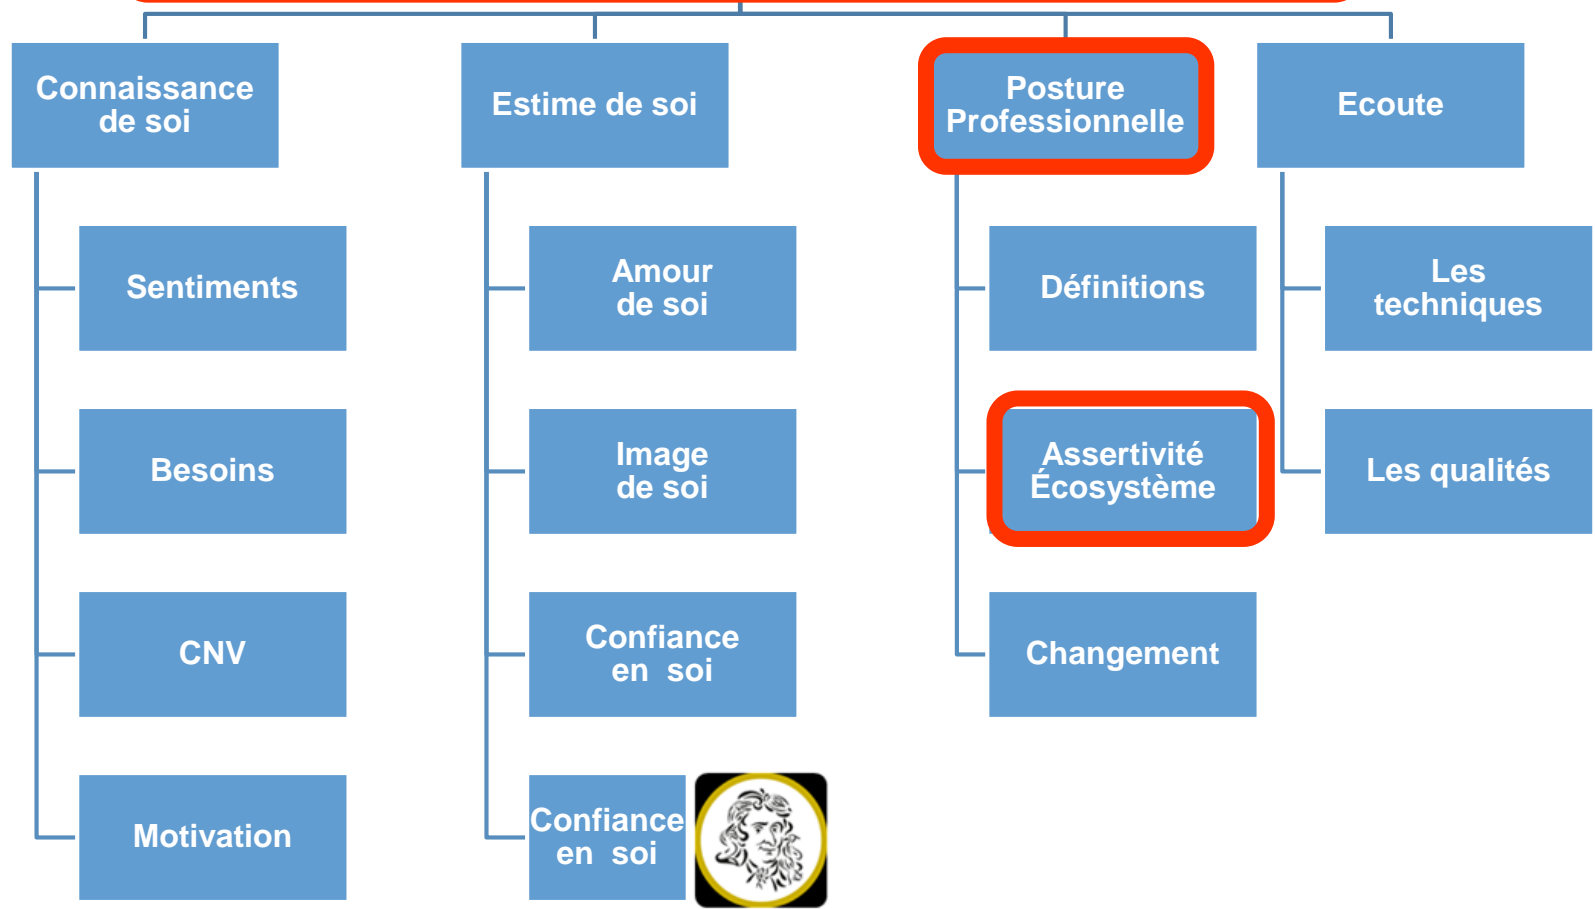 Connaissance
de soi
Sentiments
Besoins
CNV
Motivation
Estime de soi
Amour
de soi
Image
de soi
Confiance
en  soi
Confiance
en  soi
Posture
Professionnelle
Définitions
Assertivité
Écosystème
Changement
Ecoute
Les
techniques
Les qualités